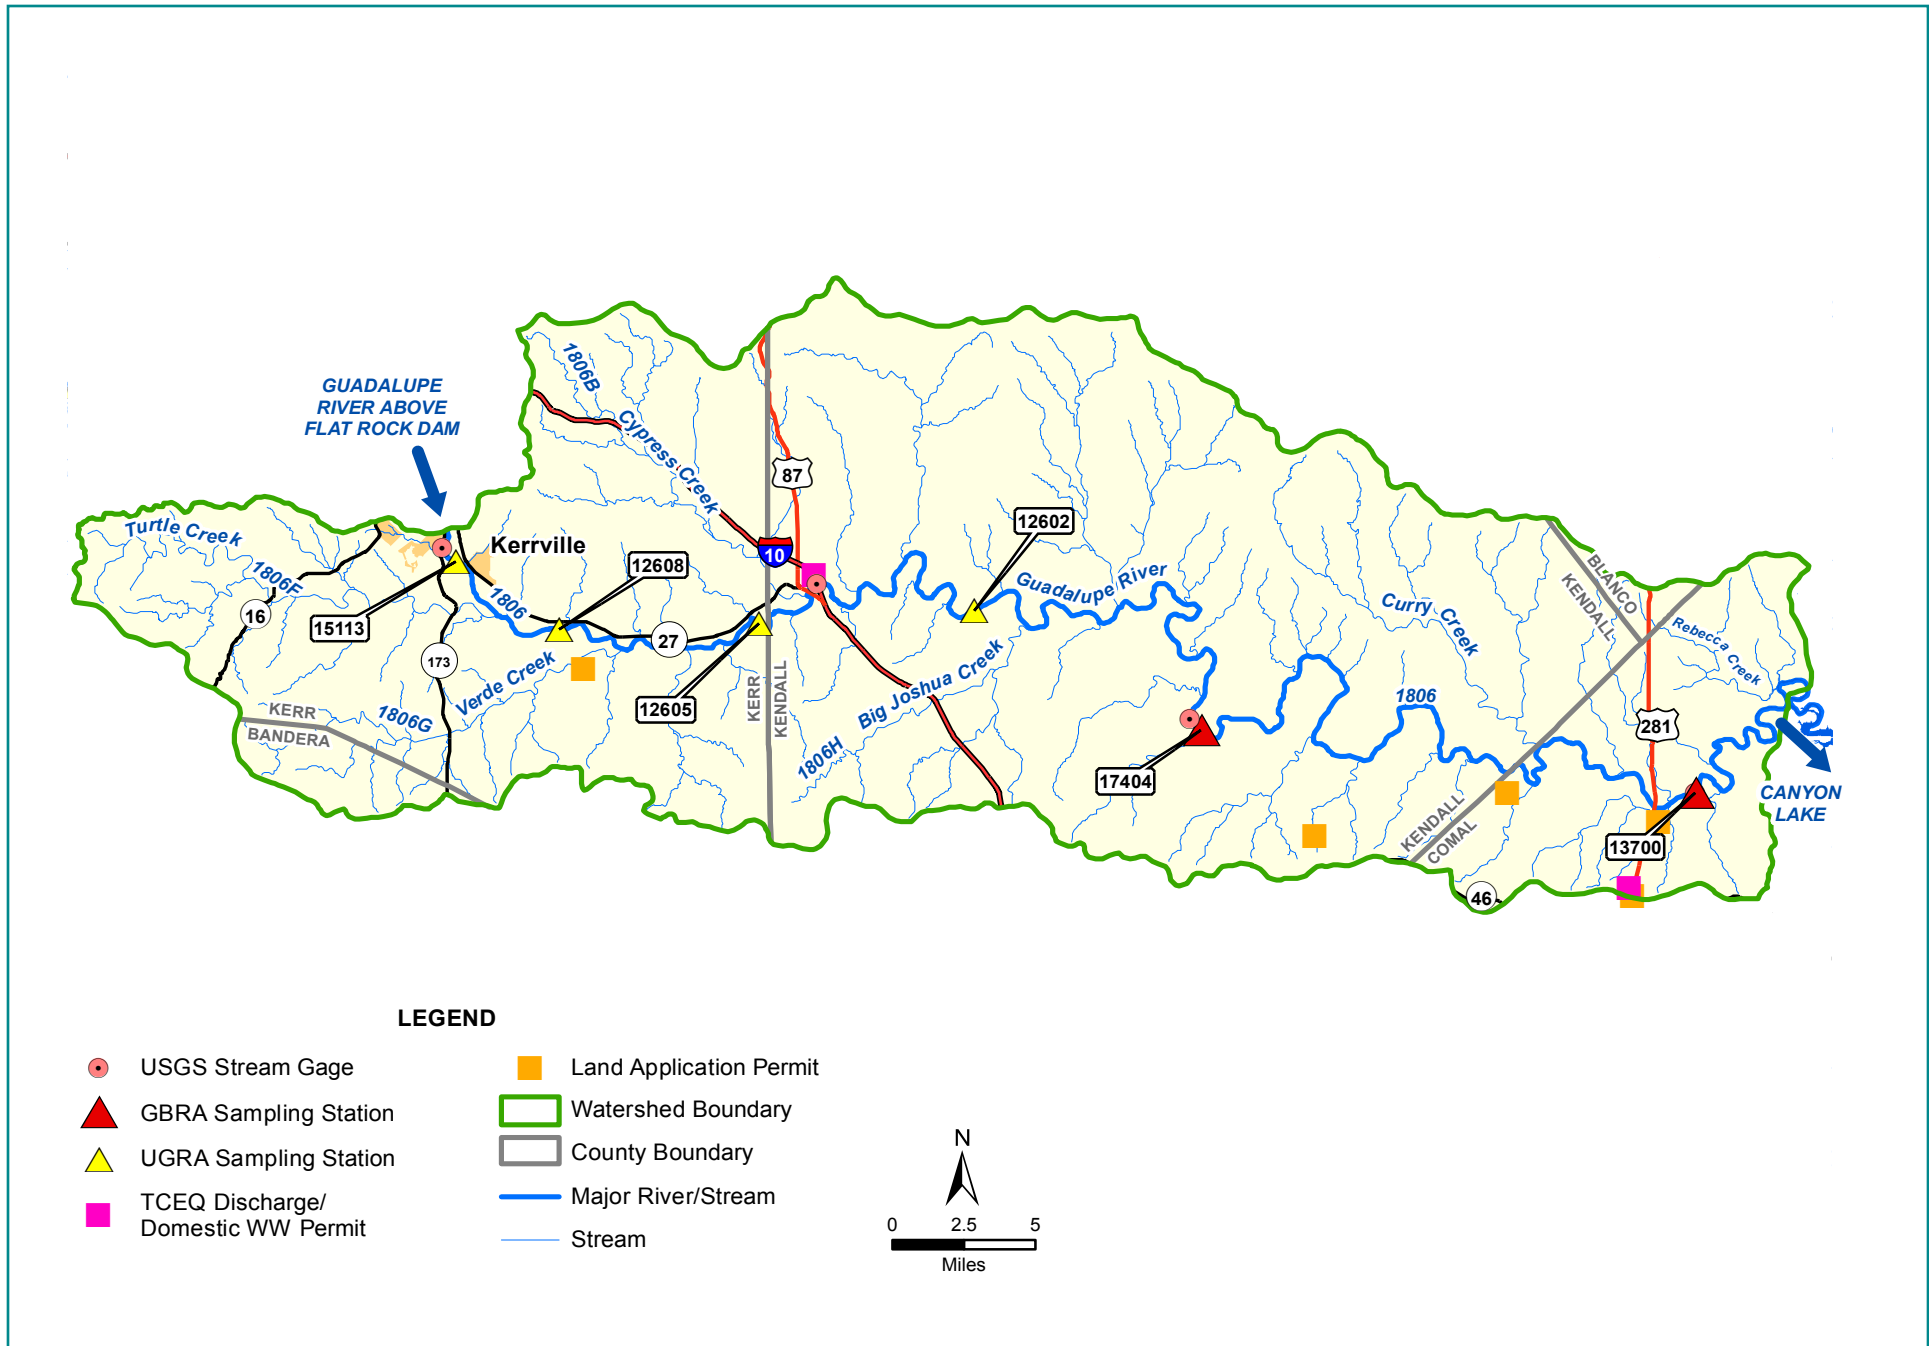 GUADALUPE
RIVER ABOVE
FLAT ROCK DAM
1806B
Cypress Creek
87
10
Turtle Creek
1806F
16
Kerrville
15113
1806
12608
173
27
Verde Creek
12605
1806G
KERR
BANDERA
KERR
KENDALL
12602
Guadalupe River
Big Joshua Creek
1806H
17404
Curry Creek
1806
BLANCO
KENDALL
Rebecca Creek
281
KENDALL
COMAL
13700
46
CANYON
LAKE
LEGEND
USGS Stream Gage
GBRA Sampling Station
UGRA Sampling Station
TCEQ Discharge/
Domestic WW Permit
Land Application Permit
Watershed Boundary
County Boundary
Major River/Stream
Stream
N
0 2.5 5
Miles